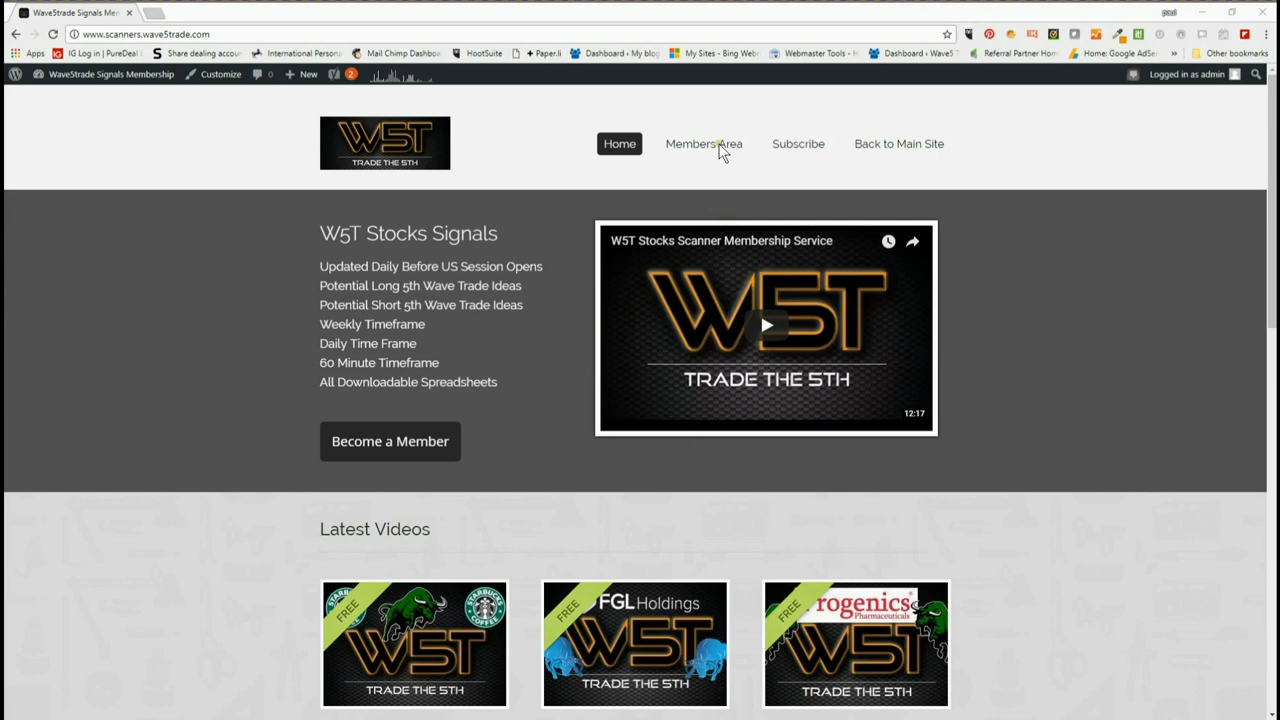 Wave5trade Signals Mem
paul
www.scanners.wave5trade.com
Apps IG Log in | PureDeal Share dealing accou International Persona Mail Chimp Dashboa HootSuite + Paper.li Dashboard ‹ My blog My Sites - Bing Web Webmaster Tools - H Dashboard ‹ Wave5 T Referral Partner Hom Home: Google AdSe » Other bookmarks
Wave5trade Signals Membership Customize 0 New 2 Logged in as admin
W5T
TRADE THE 5TH
Home Members Area Subscribe Back to Main Site
W5T Stocks Signals
Updated Daily Before US Session Opens
Potential Long 5th Wave Trade Ideas
Potential Short 5th Wave Trade Ideas
Weekly Timeframe
Daily Time Frame
60 Minute Timeframe
All Downloadable Spreadsheets
Become a Member
W5T Stocks Scanner Membership Service
W5T
TRADE THE 5TH
12:17
Latest Videos
FREE
STARBUCKS
COFFEE
W5T
TRADE THE 5TH
FREE
FGL Holdings
W5T
TRADE THE 5TH
FREE
rogenics
Pharmaceuticals
W5T
TRADE THE 5TH